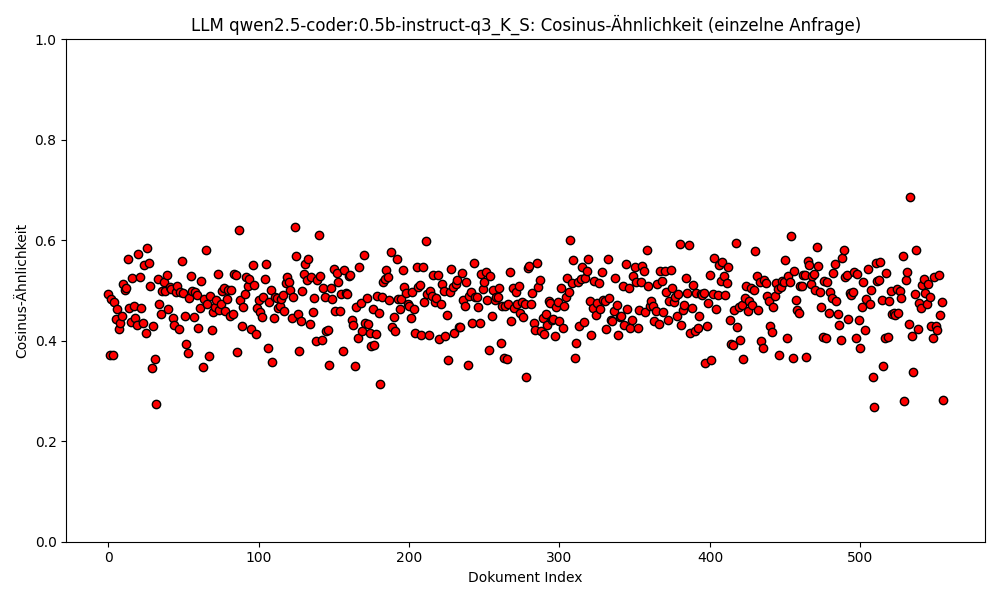 LLM qwen2.5-coder:0.5b-instruct-q3_K_S: Cosinus-Ähnlichkeit (einzelne Anfrage)
1.0
0.8
0.6
0.4
0.2
0.0
Cosinus-Ähnlichkeit
0 100 200 300 400 500
Dokument Index